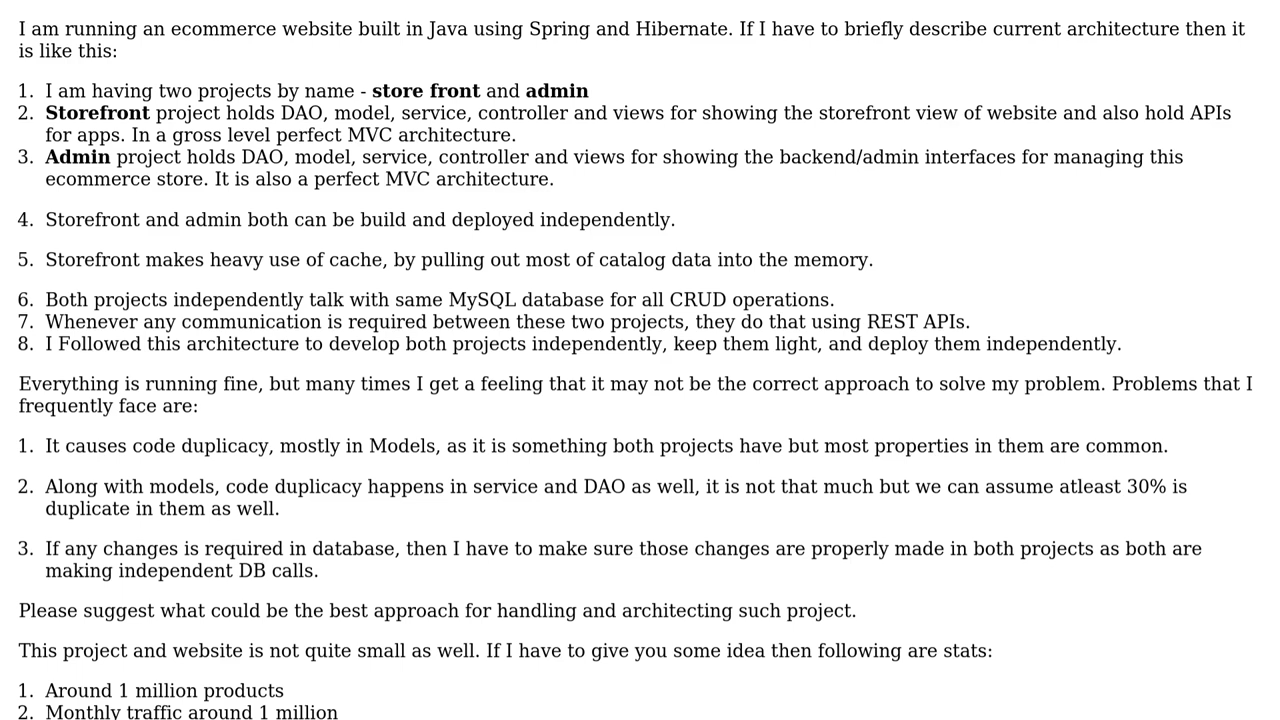 I am running an ecommerce website built in Java using Spring and Hibernate. If I have to briefly describe current architecture then it
is like this:
1. I am having two projects by name - store front and admin
2. Storefront project holds DAO, model, service, controller and views for showing the storefront view of website and also hold APIs
for apps. In a gross level perfect MVC architecture.
3. Admin project holds DAO, model, service, controller and views for showing the backend/admin interfaces for managing this
ecommerce store. It is also a perfect MVC architecture.
4. Storefront and admin both can be build and deployed independently.
5. Storefront makes heavy use of cache, by pulling out most of catalog data into the memory.
6. Both projects independently talk with same MySQL database for all CRUD operations.
7. Whenever any communication is required between these two projects, they do that using REST APIs.
8. I Followed this architecture to develop both projects independently, keep them light, and deploy them independently.
Everything is running fine, but many times I get a feeling that it may not be the correct approach to solve my problem. Problems that I
frequently face are:
1. It causes code duplicacy, mostly in Models, as it is something both projects have but most properties in them are common.
2. Along with models, code duplicacy happens in service and DAO as well, it is not that much but we can assume atleast 30% is
duplicate in them as well.
3. If any changes is required in database, then I have to make sure those changes are properly made in both projects as both are
making independent DB calls.
Please suggest what could be the best approach for handling and architecting such project.
This project and website is not quite small as well. If I have to give you some idea then following are stats:
1. Around 1 million products
2. Monthly traffic around 1 million